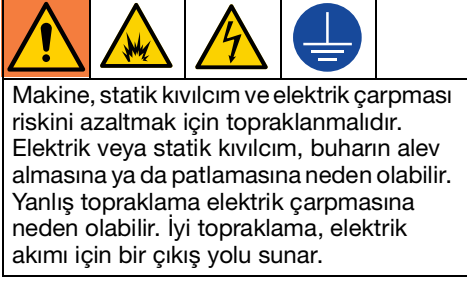 Makine, statik kıvılcım ve elektrik çarpması
riskini azaltmak için topraklanmalıdır.
Elektrik veya statik kıvılcım, buharın alev
almasına ya da patlamasına neden olabilir.
Yanlış topraklama elektrik çarpmasına
neden olabilir. İyi topraklama, elektrik
akımı için bir çıkış yolu sunar.